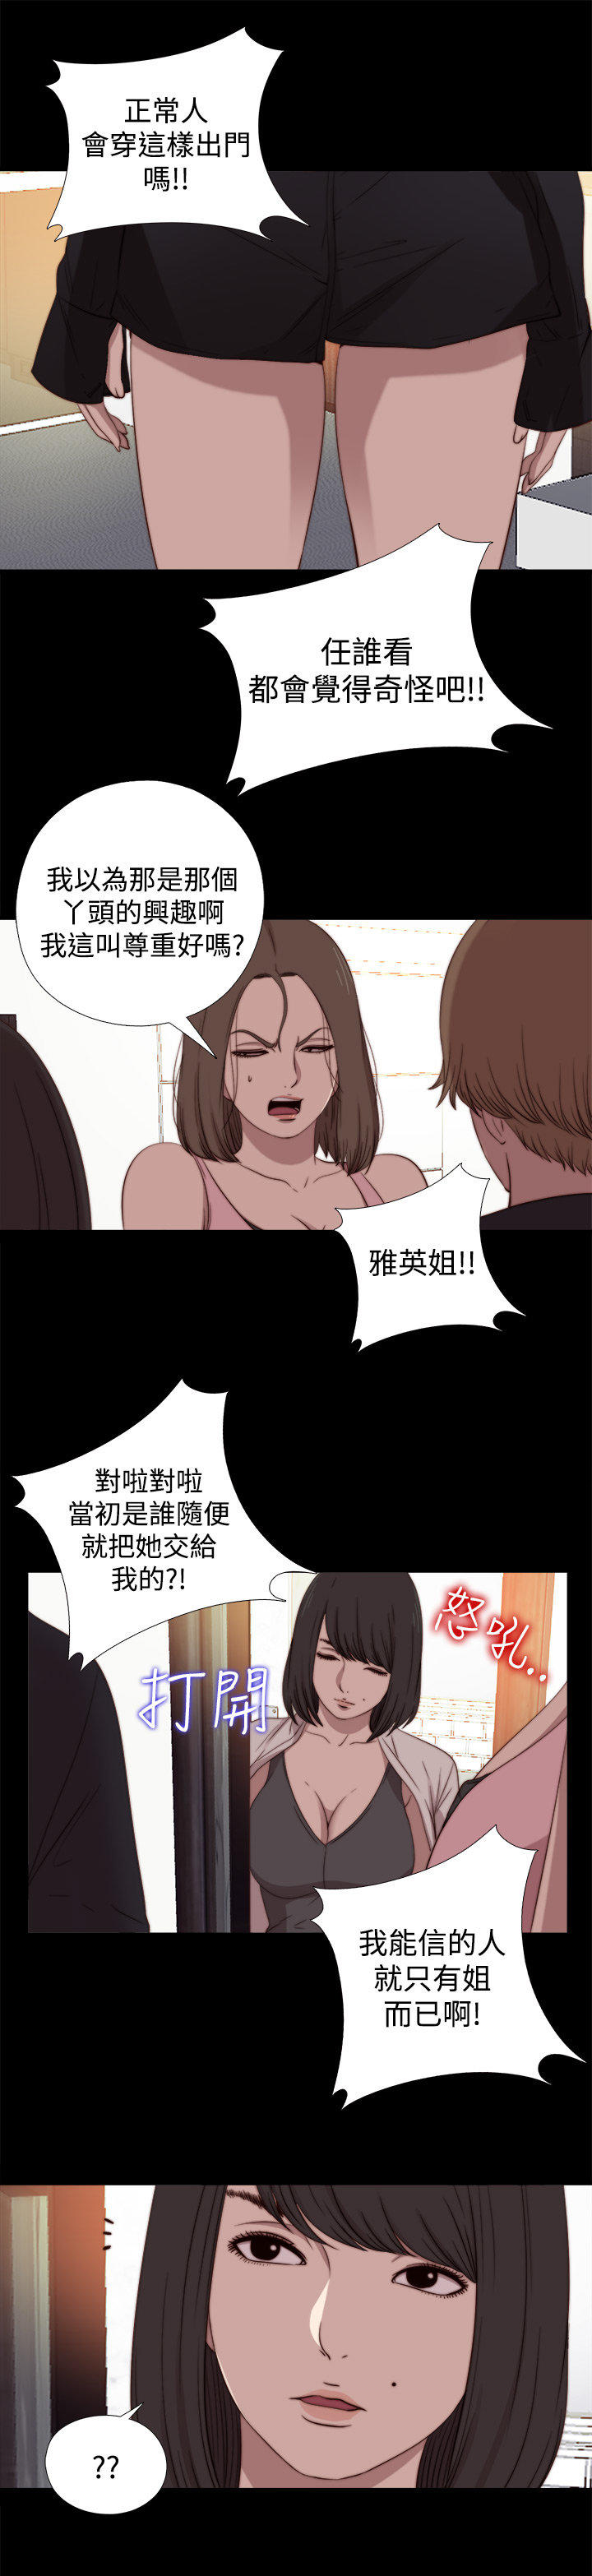 正常人
會穿這樣出門
嗎!!
任誰看
都會覺得奇怪吧!!
我以為那是那個
丫頭的興趣啊
我這叫尊重好嗎?
雅英姐!!
對啦對啦
當初是誰隨便
就把她交給
我的?!
怒吼..
打開
我能信的人
就只有姐
而已啊!
??